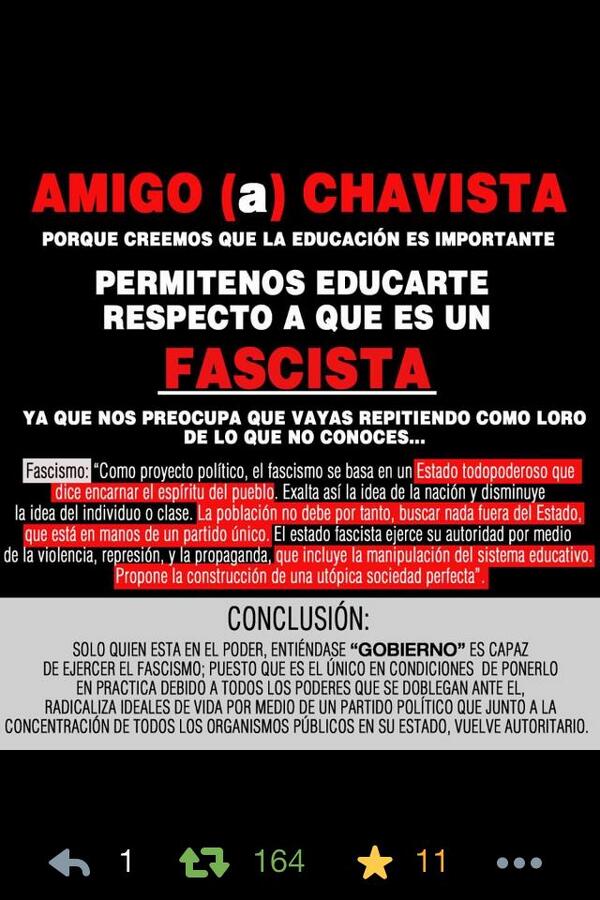 AMIGO (a) CHAVISTA
PORQUE CREEMOS QUE LA EDUCACIÓN ES IMPORTANTE
PERMITENOS EDUCARTE
RESPECTO A QUE ES UN
FASCISTA
YA QUE NOS PREOCUPA QUE VAYAS REPITIENDO COMO LORO
DE LO QUE NO CONOCES...
Fascismo: "Como proyecto político, el fascismo se basa en un Estado todopoderoso que
dice encarnar el espíritu del pueblo. Exalta así la idea de la nación y disminuye
la idea del individuo o clase. La población no debe por tanto, buscar nada fuera del Estado,
que está en manos de un partido único. El estado fascista ejerce su autoridad por medio
de la violencia, represión, y la propaganda, que incluye la manipulación del sistema educativo.
Propone la construcción de una utópica sociedad perfecta".
CONCLUSIÓN:
SOLO QUIEN ESTA EN EL PODER, ENTIÉNDASE "GOBIERNO" ES CAPAZ
DE EJERCER EL FASCISMO; PUESTO QUE ES EL ÚNICO EN CONDICIONES DE PONERLO
EN PRACTICA DEBIDO A TODOS LOS PODERES QUE SE DOBLEGAN ANTE EL,
RADICALIZA IDEALES DE VIDA POR MEDIO DE UN PARTIDO POLÍTICO QUE JUNTO A LA
CONCENTRACIÓN DE TODOS LOS ORGANISMOS PÚBLICOS EN SU ESTADO, VUELVE AUTORITARIO.
1 164 11